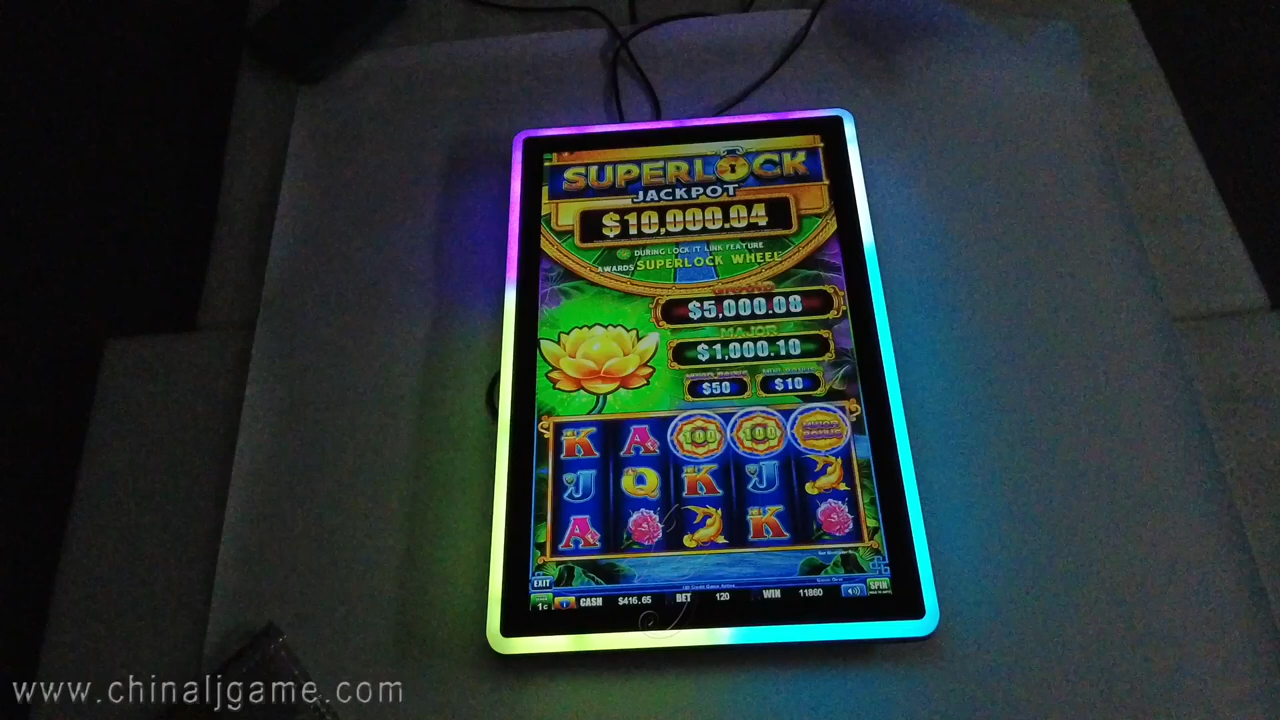 SUPERLOCK
JACKPOT
$10,000.04
DURING LOCK IT LINK FEATURE
AWARDS SUPERLOCK WHEEL
$5,000.08
MAJOR
$1,000.10
$50 $10
K A 100 100
J Q K J
A K
EXIT
SPIN
1c CASH $416.65 BET 120 WIN 11860
www.chinaljgame.com